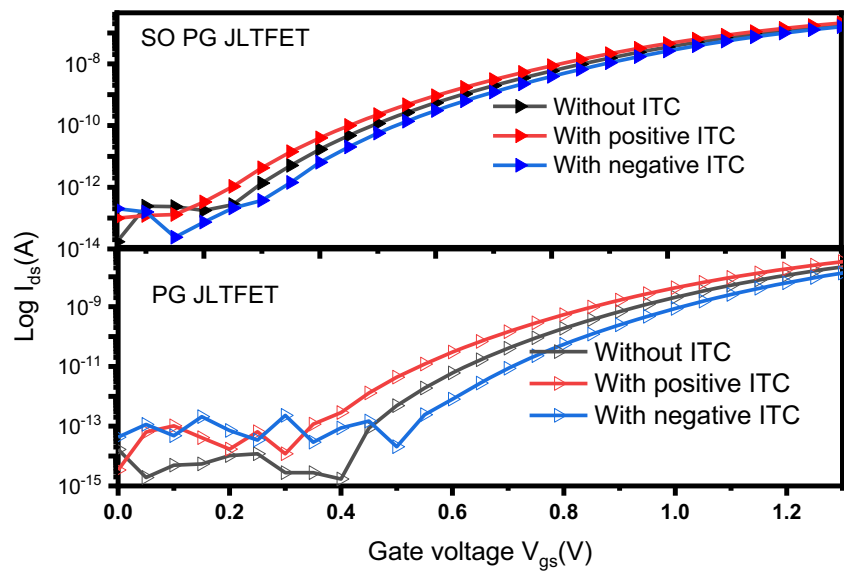 SO PG JLTFET
10⁻⁸
Without ITC
10⁻¹⁰
With positive ITC
With negative ITC
10⁻¹²
10⁻¹⁴
Log I_ds(A)
PG JLTFET
10⁻⁹
Without ITC
10⁻¹¹
With positive ITC
10⁻¹³
With negative ITC
10⁻¹⁵
0.0 0.2 0.4 0.6 0.8 1.0 1.2
Gate voltage V_gs(V)